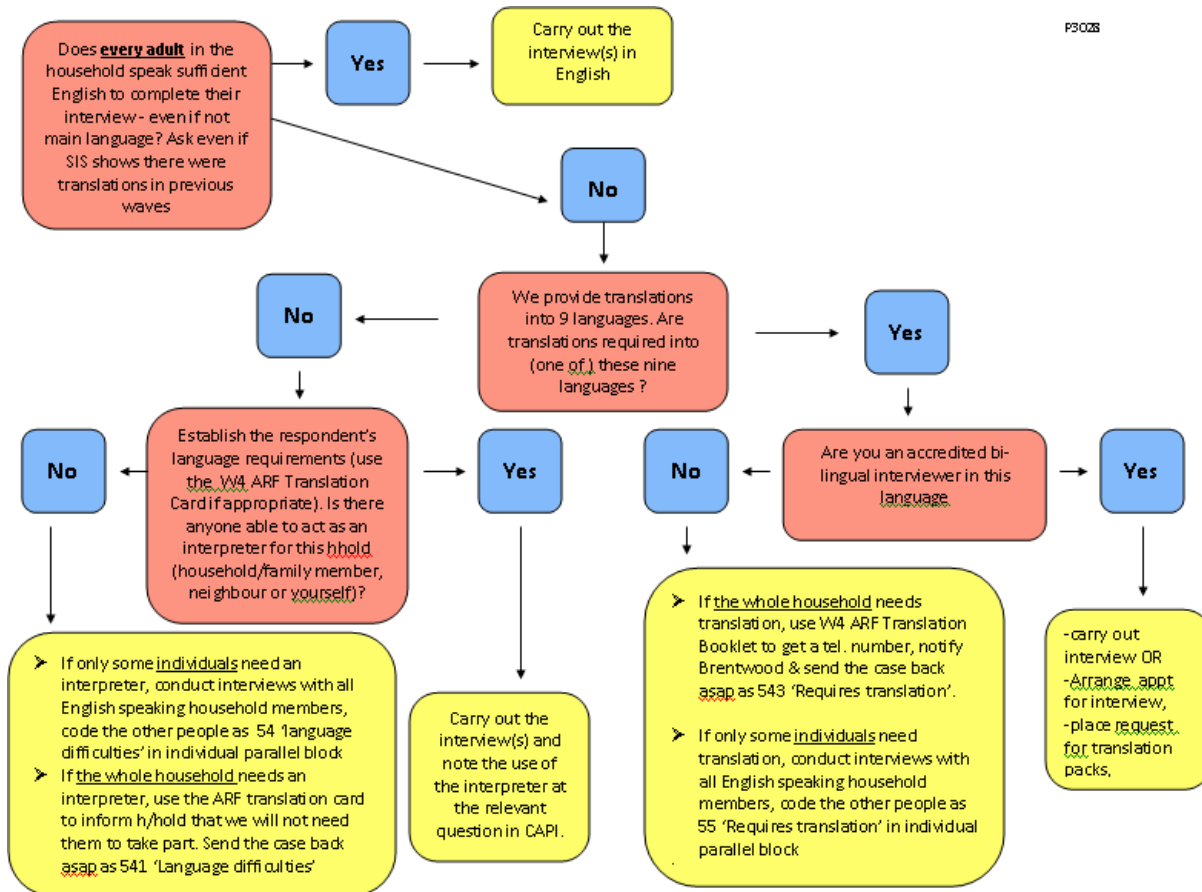 P3028
Does every adult in the
household speak sufficient
English to complete their
interview - even if not
main language? Ask even if
SIS shows there were
translations in previous
waves
Yes
Carry out the
interview(s) in
English
No
We provide translations
into 9 languages. Are
translations required into
(one of ) these nine
languages ?
No
Yes
Establish the respondent's
language requirements (use
the W4 ARF Translation
Card if appropriate). Is there
anyone able to act as an
interpreter for this hhold
(household/family member,
neighbour or yourself)?
No
Yes
Are you an accredited bi-
lingual interviewer in this
language
No
Yes
➢ If only some individuals need an
interpreter, conduct interviews with all
English speaking household members,
code the other people as 54 'language
difficulties' in individual parallel block
➢ If the whole household needs an
interpreter, use the ARF translation card
to inform h/hold that we will not need
them to take part. Send the case back
asap as 541 'Language difficulties'
Carry out the
interview(s) and
note the use of
the interpreter at
the relevant
question in CAPI.
➢ If the whole household needs
translation, use W4 ARF Translation
Booklet to get a tel. number, notify
Brentwood & send the case back
asap as 543 'Requires translation'.
➢ If only some individuals need
translation, conduct interviews with
all English speaking household
members, code the other people as
55 'Requires translation' in individual
parallel block
.
-carry out
interview OR
-Arrange appt
for interview,
-place request
for translation
packs,